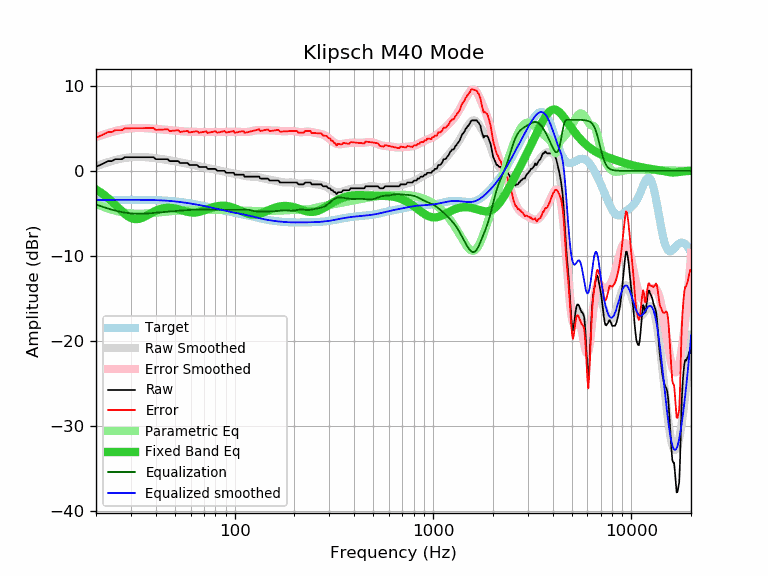 Klipsch M40 Mode
10
0
−10
−20
−30
−40
Amplitude (dBr)
Target
Raw Smoothed
Error Smoothed
Raw
Error
Parametric Eq
Fixed Band Eq
Equalization
Equalized smoothed
100
1000
10000
Frequency (Hz)